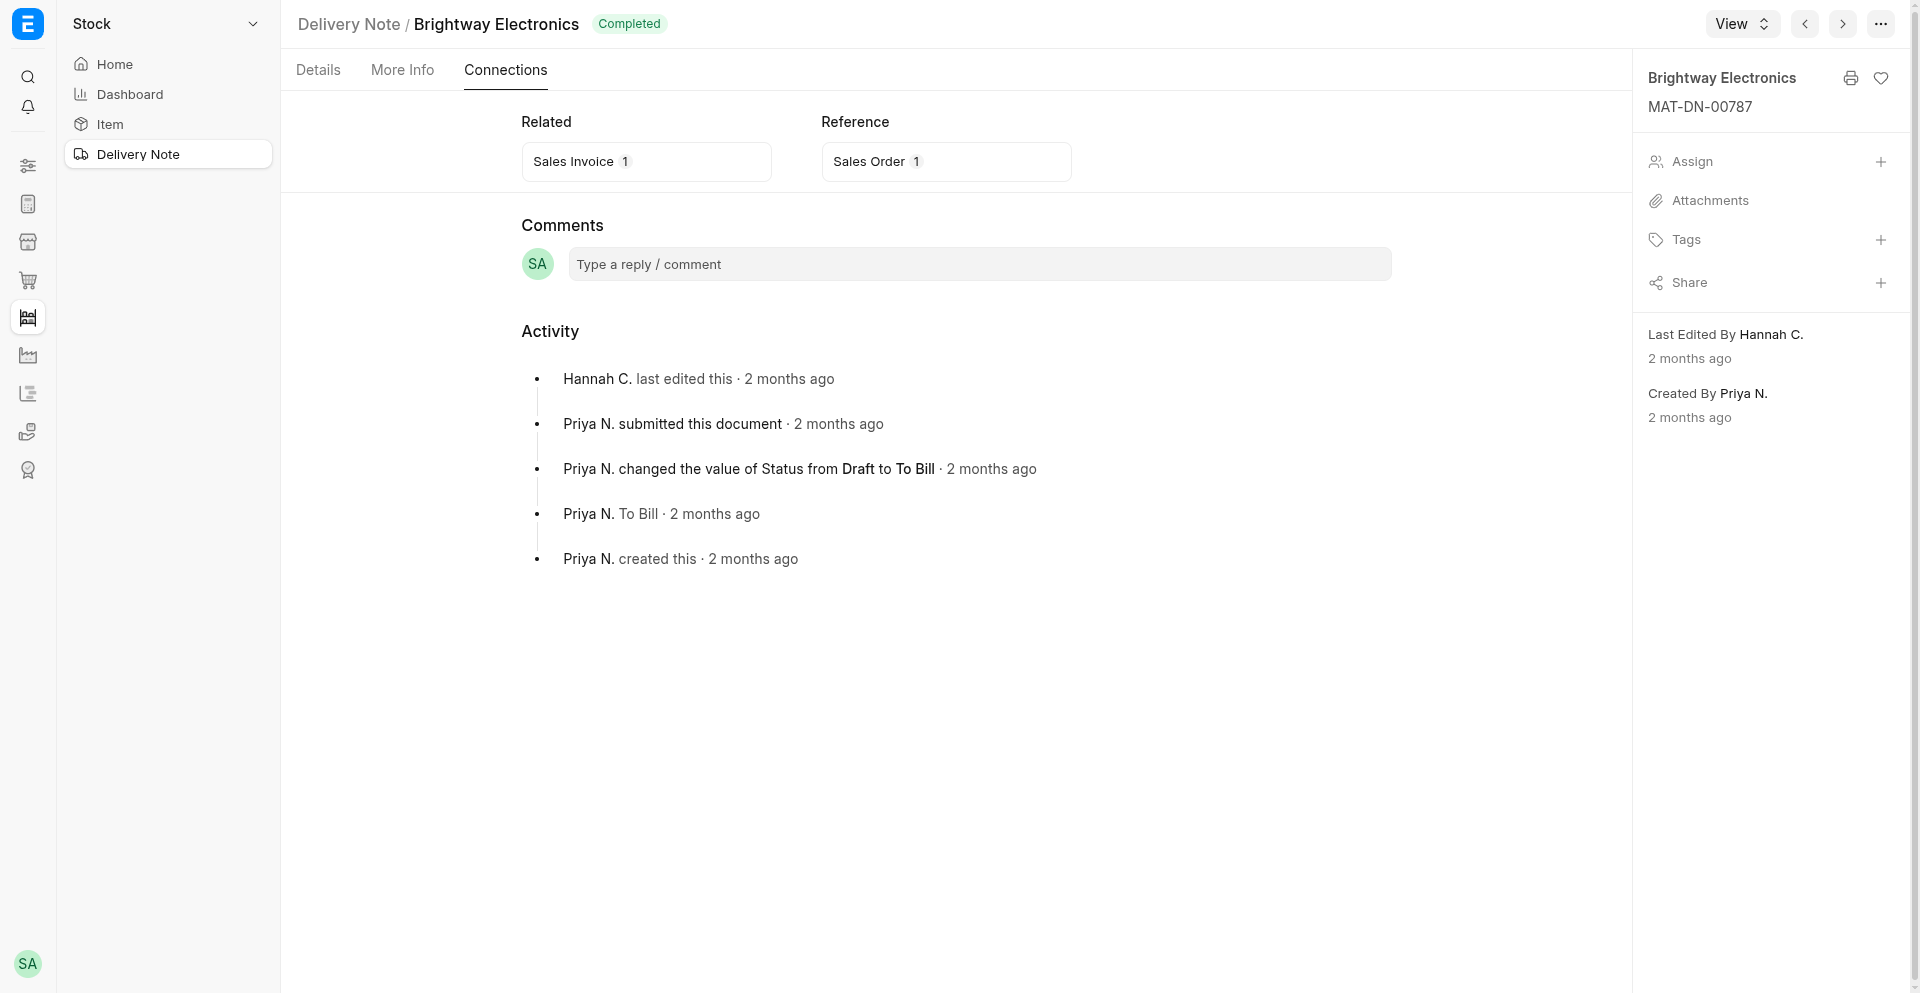 Stock
Delivery Note / Brightway Electronics Completed
View
Home
Dashboard
Item
Delivery Note
Details More Info Connections
Related
Sales Invoice 1
Reference
Sales Order 1
Comments
SA Type a reply / comment
Activity
Hannah C. last edited this · 2 months ago
Priya N. submitted this document · 2 months ago
Priya N. changed the value of Status from Draft to To Bill · 2 months ago
Priya N. To Bill · 2 months ago
Priya N. created this · 2 months ago
Brightway Electronics
MAT-DN-00787
Assign
Attachments
Tags
Share
Last Edited By Hannah C.
2 months ago
Created By Priya N.
2 months ago
SA